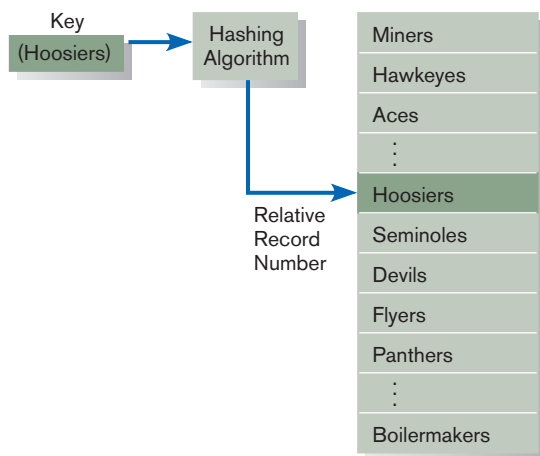 Key
(Hoosiers)
Hashing
Algorithm
Relative
Record
Number
Miners
Hawkeyes
Aces
⋮
Hoosiers
Seminoles
Devils
Flyers
Panthers
⋮
Boilermakers